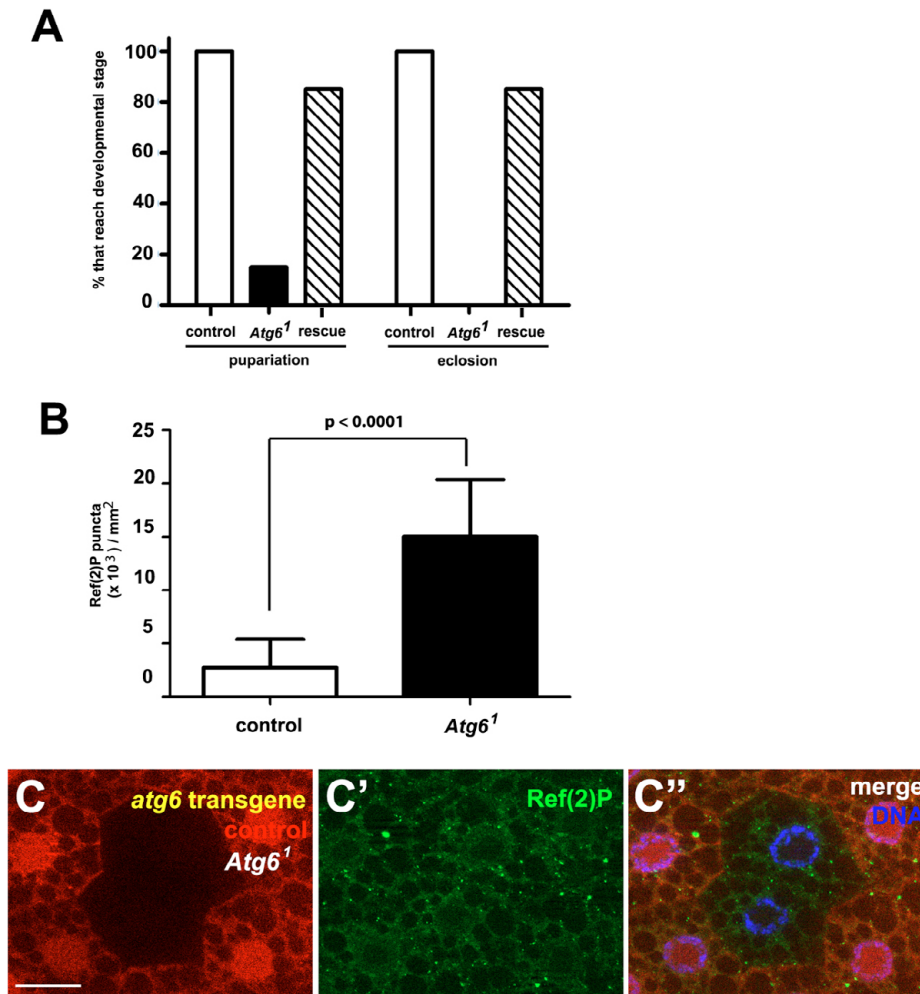 A
% that reach developmental stage
100
80
60
40
20
0
control Atg6¹ rescue control Atg6¹ rescue
pupariation eclosion
B
p < 0.0001
Ref(2)P puncta
(x 10³) / mm²
25
20
15
10
5
0
control Atg6¹
C atg6 transgene
control
Atg6¹
C' Ref(2)P
C'' merge
DNA